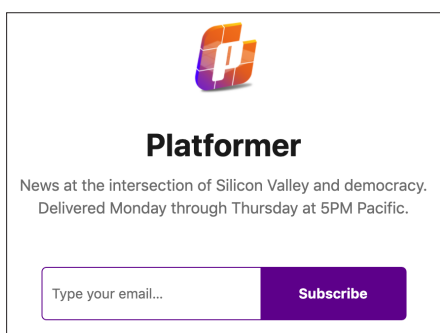 P
Platformer
News at the intersection of Silicon Valley and democracy.
Delivered Monday through Thursday at 5PM Pacific.
Type your email... Subscribe